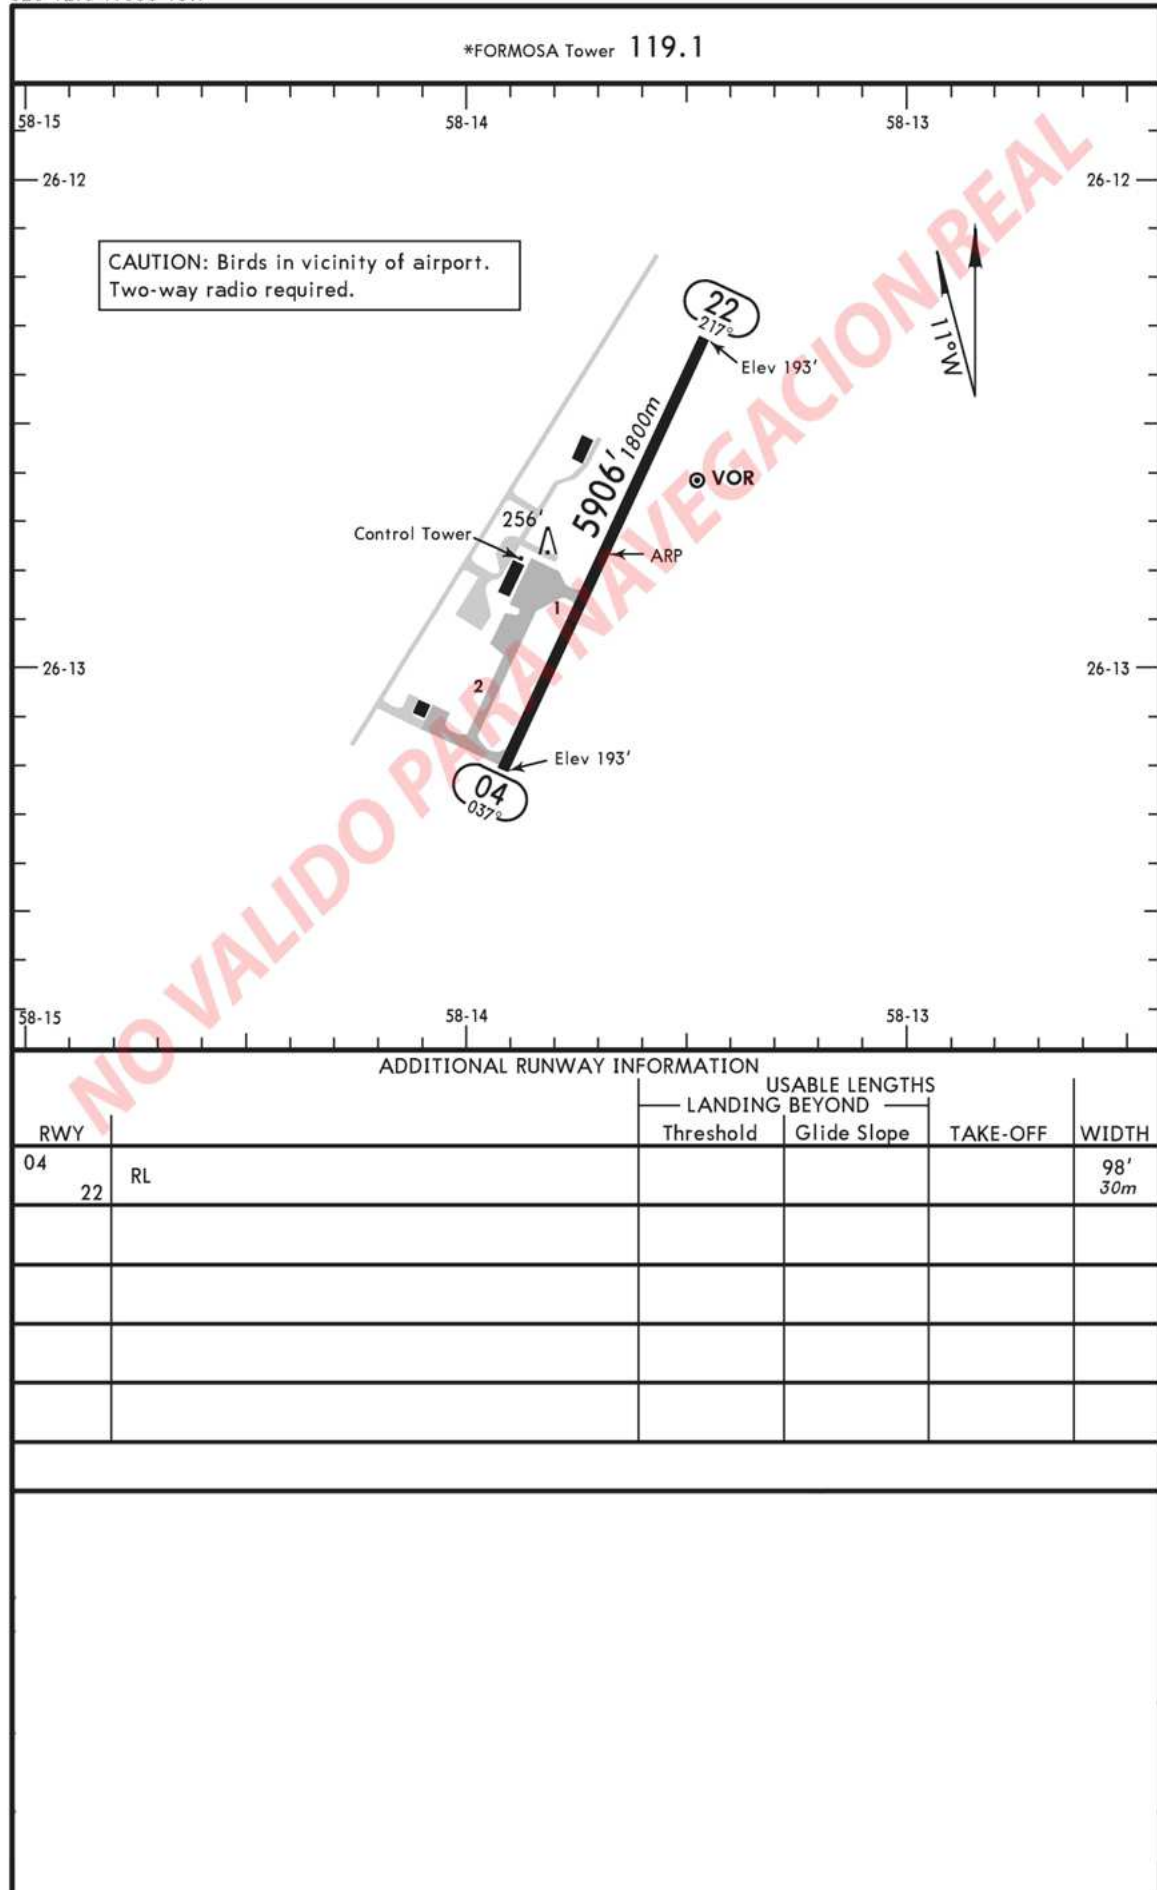 *FORMOSA Tower 119.1
58-15 58-14 58-13
26-12 26-12
CAUTION: Birds in vicinity of airport.
Two-way radio required.
11°W
22
217°
Elev 193'
5906' 1800m
VOR
256'
Control Tower
ARP
1
26-13 26-13
2
Elev 193'
04
037°
NO VALIDO PARA NAVEGACION REAL
58-15 58-14 58-13
ADDITIONAL RUNWAY INFORMATION
USABLE LENGTHS
LANDING BEYOND
RWY Threshold Glide Slope TAKE-OFF WIDTH
04 98'
22 RL 30m